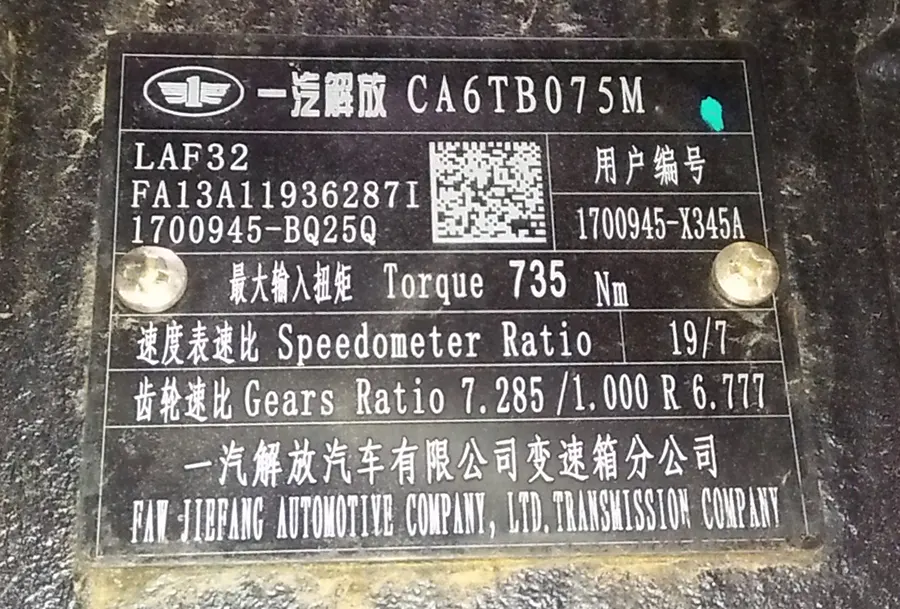 一汽解放 CA6TB075M
LAF32
FA13A11936287I
1700945-BQ25Q
用户编号
1700945-X345A
最大输入扭矩 Torque 735 Nm
速度表速比 Speedometer Ratio 19/7
齿轮速比 Gears Ratio 7.285 /1.000 R 6.777
一汽解放汽车有限公司变速箱分公司
FAW JIEFANG AUTOMOTIVE COMPANY, LTD. TRANSMISSION COMPANY